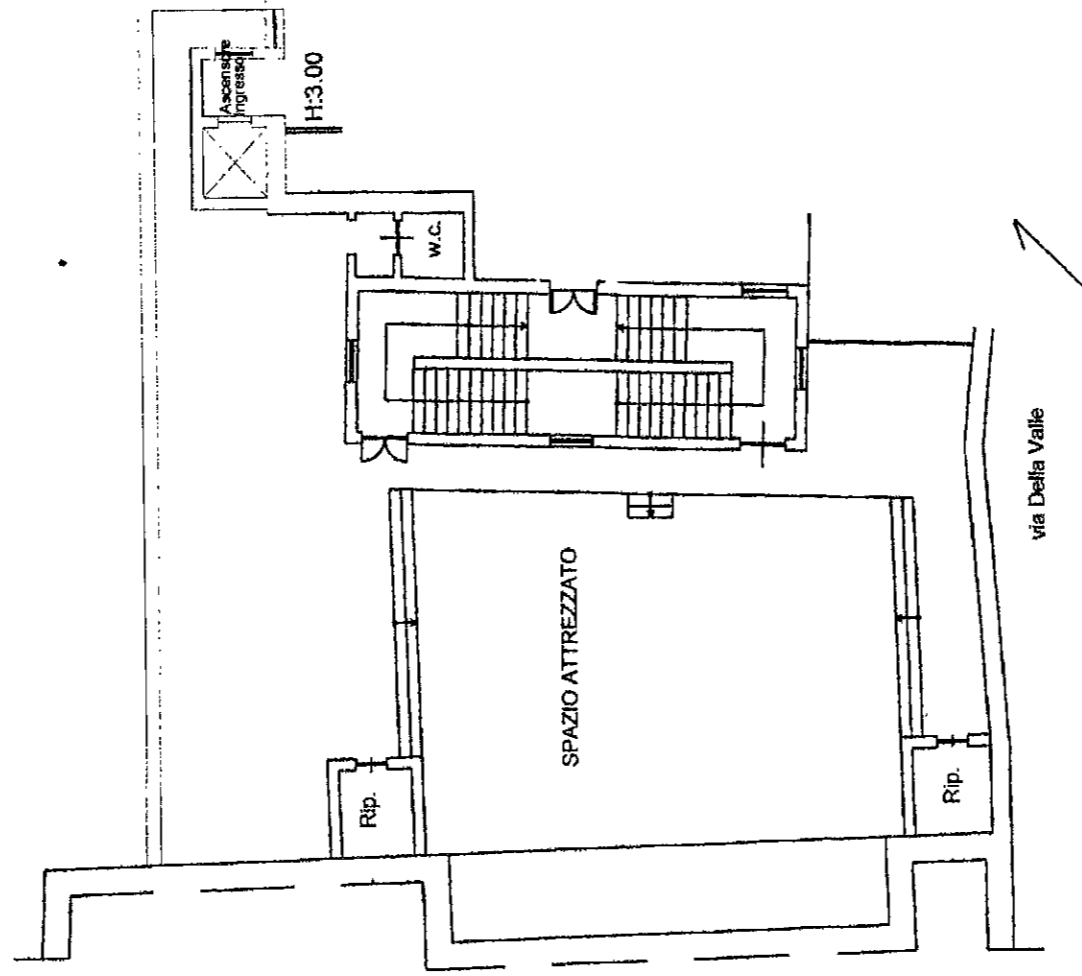 Ascensore
Ingresso
H:3.00
w.c.
SPAZIO ATTREZZATO
Rip.
Rip.
via Della Valle